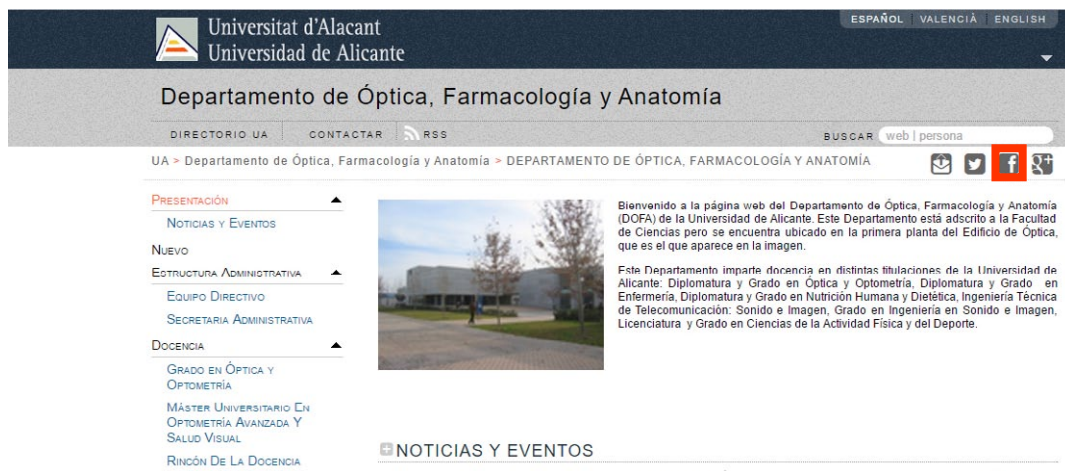 Universitat d'Alacant
Universidad de Alicante
ESPAÑOL VALENCIÀ ENGLISH
Departamento de Óptica, Farmacología y Anatomía
DIRECTORIO UA CONTACTAR RSS
BUSCAR web | persona
UA > Departamento de Óptica, Farmacología y Anatomía > DEPARTAMENTO DE ÓPTICA, FARMACOLOGÍA Y ANATOMÍA
PRESENTACIÓN
NOTICIAS Y EVENTOS
NUEVO
ESTRUCTURA ADMINISTRATIVA
EQUIPO DIRECTIVO
SECRETARIA ADMINISTRATIVA
DOCENCIA
GRADO EN ÓPTICA Y
OPTOMETRÍA
MÁSTER UNIVERSITARIO EN
OPTOMETRÍA AVANZADA Y
SALUD VISUAL
RINCÓN DE LA DOCENCIA
Bienvenido a la página web del Departamento de Óptica, Farmacología y Anatomía
(DOFA) de la Universidad de Alicante. Este Departamento está adscrito a la Facultad
de Ciencias pero se encuentra ubicado en la primera planta del Edificio de Óptica,
que es el que aparece en la imagen.
Este Departamento imparte docencia en distintas titulaciones de la Universidad de
Alicante: Diplomatura y Grado en Óptica y Optometría, Diplomatura y Grado en
Enfermería, Diplomatura y Grado en Nutrición Humana y Dietética, Ingeniería Técnica
de Telecomunicación: Sonido e Imagen, Grado en Ingeniería en Sonido e Imagen,
Licenciatura y Grado en Ciencias de la Actividad Física y del Deporte.
NOTICIAS Y EVENTOS